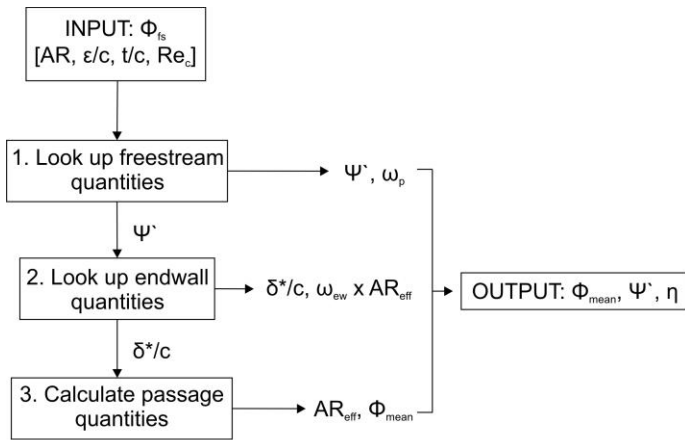 INPUT: Φfs
[AR, ε/c, t/c, Rec]
1. Look up freestream
quantities
Ψ`, ωp
Ψ`
2. Look up endwall
quantities
δ*/c, ωew x AReff
OUTPUT: Φmean, Ψ`, η
δ*/c
3. Calculate passage
quantities
AReff, Φmean